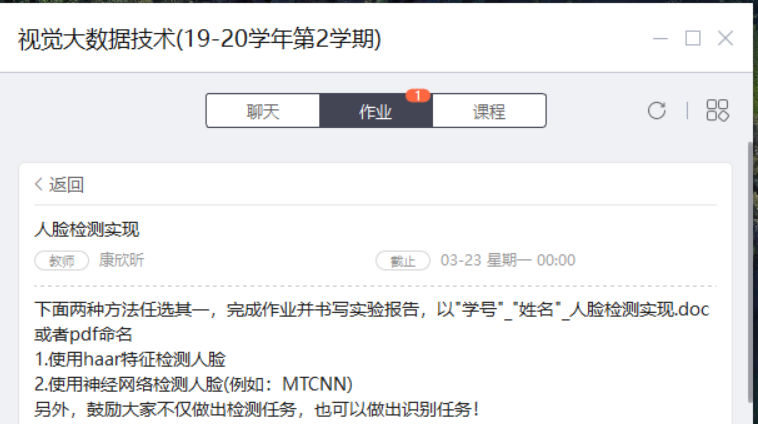 视觉大数据技术(19-20学年第2学期)
聊天 作业 1 课程
返回
人脸检测实现
教师 康欣昕 截止 03-23 星期一 00:00
下面两种方法任选其一，完成作业并书写实验报告，以"学号"_"姓名"_人脸检测实现.doc
或者pdf命名
1.使用haar特征检测人脸
2.使用神经网络检测人脸(例如：MTCNN)
另外，鼓励大家不仅做出检测任务，也可以做出识别任务！